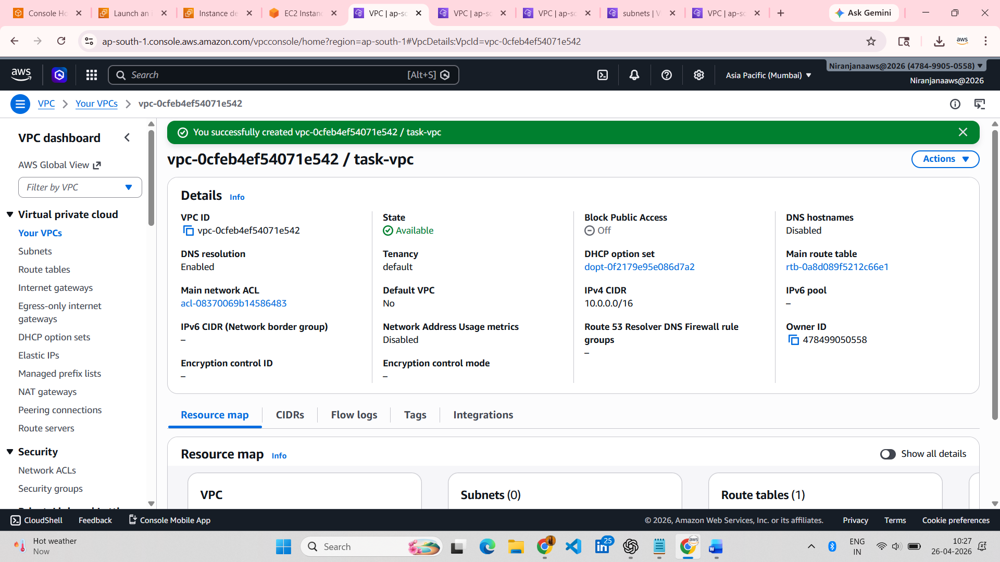 Console Ho
Launch an i
Instance de
EC2 Instanc
VPC | ap-so
VPC | ap-so
VPC | ap-so
subnets | V
VPC | ap-so
Ask Gemini
ap-south-1.console.aws.amazon.com/vpcconsole/home?region=ap-south-1#VpcDetails:VpcId=vpc-0cfeb4ef54071e542
aws
aws
Search
[Alt+S]
Asia Pacific (Mumbai)
Niranjanaaws@2026 (4784-9905-0558)
Niranjanaaws@2026
VPC
Your VPCs
vpc-0cfeb4ef54071e542
VPC dashboard
AWS Global View
Filter by VPC
Virtual private cloud
Your VPCs
Subnets
Route tables
Internet gateways
Egress-only internet
gateways
DHCP option sets
Elastic IPs
Managed prefix lists
NAT gateways
Peering connections
Route servers
Security
Network ACLs
Security groups
You successfully created vpc-0cfeb4ef54071e542 / task-vpc
vpc-0cfeb4ef54071e542 / task-vpc
Actions
Details Info
VPC ID
vpc-0cfeb4ef54071e542
State
Available
Block Public Access
Off
DNS hostnames
Disabled
DNS resolution
Enabled
Tenancy
default
DHCP option set
dopt-0f2179e95e086d7a2
Main route table
rtb-0a8d089f5212c66e1
Main network ACL
acl-08370069b14586483
Default VPC
No
IPv4 CIDR
10.0.0.0/16
IPv6 pool
–
IPv6 CIDR (Network border group)
–
Network Address Usage metrics
Disabled
Route 53 Resolver DNS Firewall rule
groups
–
Owner ID
478499050558
Encryption control ID
–
Encryption control mode
–
Resource map
CIDRs
Flow logs
Tags
Integrations
Resource map Info
Show all details
VPC
Subnets (0)
Route tables (1)
CloudShell
Feedback
Console Mobile App
© 2026, Amazon Web Services, Inc. or its affiliates.
Privacy
Terms
Cookie preferences
Hot weather
Now
Search
25
aws
ENG
IN
10:27
26-04-2026